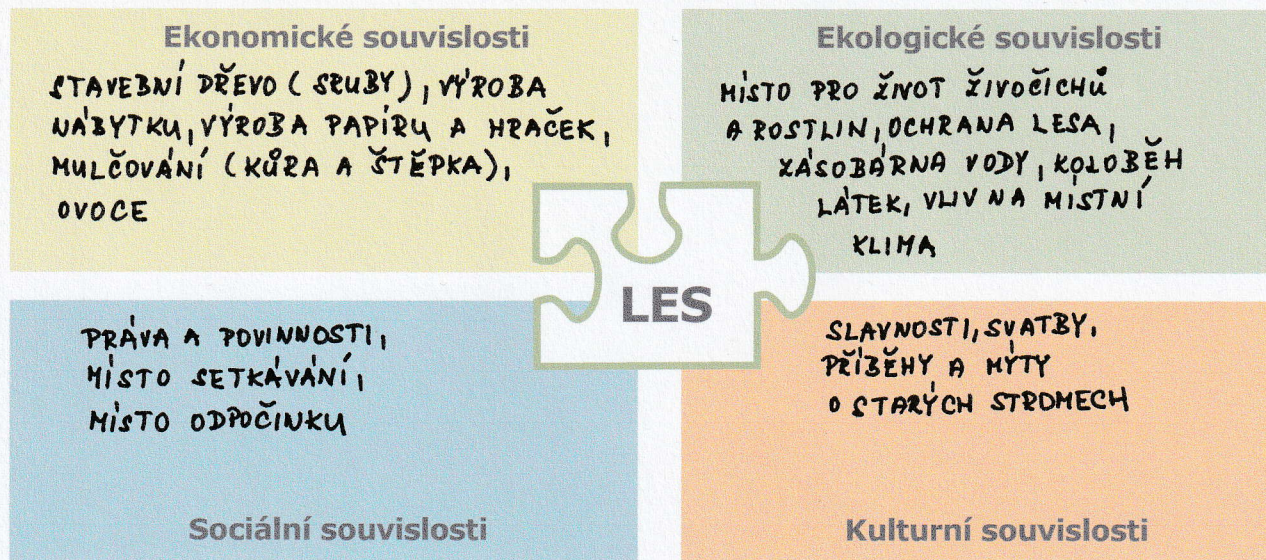 Ekonomické souvislosti
STAVEBNÍ DŘEVO (SRUBY), VÝROBA
NÁBYTKU, VÝROBA PAPÍRU A HRAČEK,
MULČOVÁNÍ (KŮRA A ŠTĚPKA),
OVOCE
Ekologické souvislosti
MÍSTO PRO ŽIVOT ŽIVOČICHŮ
A ROSTLIN, OCHRANA LESA,
ZÁSOBÁRNA VODY, KOLOBĚH
LÁTEK, VLIV NA MÍSTNÍ
KLIMA
LES
PRÁVA A POVINNOSTI,
MÍSTO SETKÁVÁNÍ,
MÍSTO ODPOČINKU
Sociální souvislosti
SLAVNOSTI, SVATBY,
PŘÍBĚHY A MÝTY
O STARÝCH STROMECH
Kulturní souvislosti